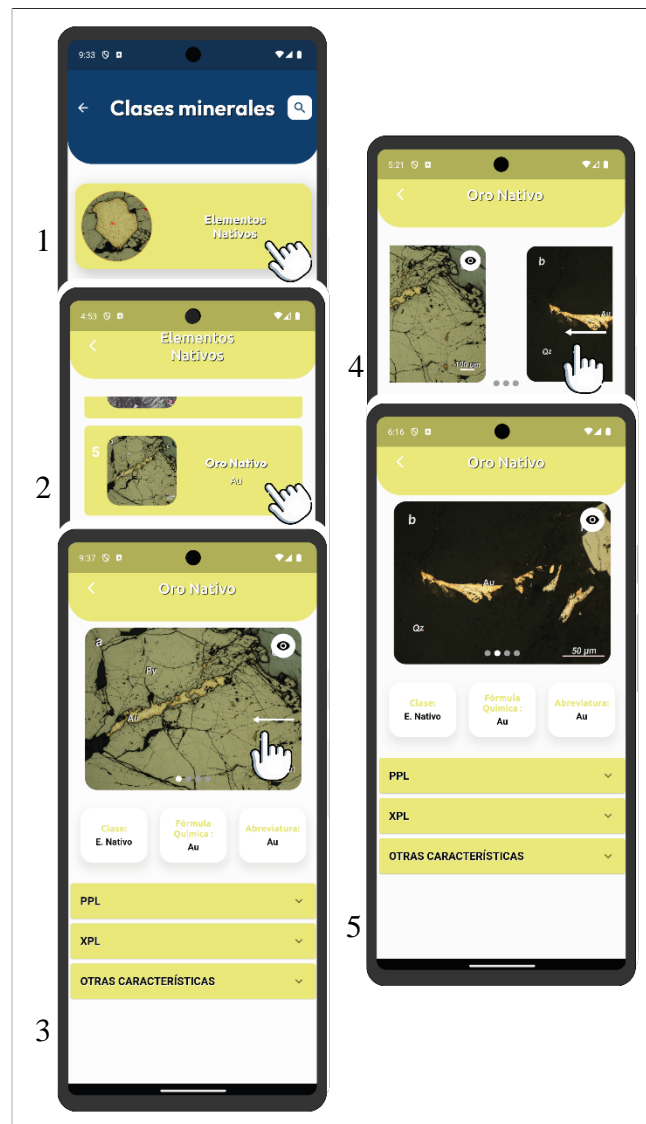 1
9:33
Clases minerales
Elementos
Nativos
2
4:53
Elementos
Nativos
5
Oro Nativo
Au
3
9:37
Oro Nativo
a
Py
Au
Clase:
E. Nativo
Fórmula
Química :
Au
Abreviatura:
Au
PPL
XPL
OTRAS CARACTERÍSTICAS
4
5:21
Oro Nativo
100 µm
b
Au
Qz
5
6:16
Oro Nativo
b
Au
Qz
50 µm
Clase:
E. Nativo
Fórmula
Química :
Au
Abreviatura:
Au
PPL
XPL
OTRAS CARACTERÍSTICAS